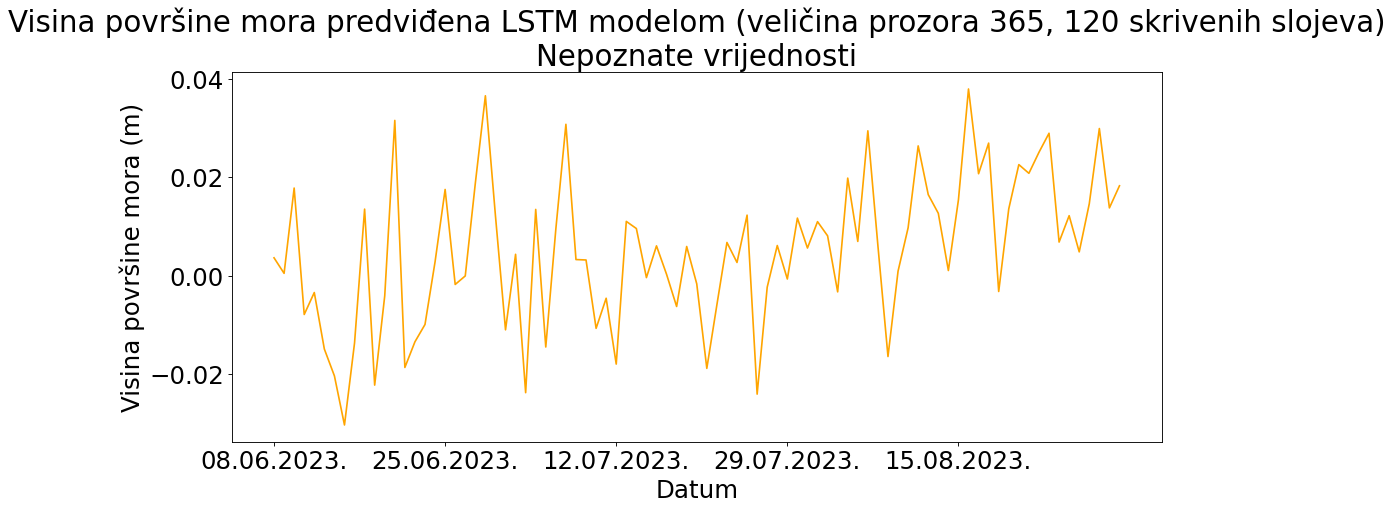 Visina površine mora predviđena LSTM modelom (veličina prozora 365, 120 skrivenih slojeva)
Nepoznate vrijednosti
Visina površine mora (m)
0.04
0.02
0.00
−0.02
08.06.2023.
25.06.2023.
12.07.2023.
29.07.2023.
15.08.2023.
Datum